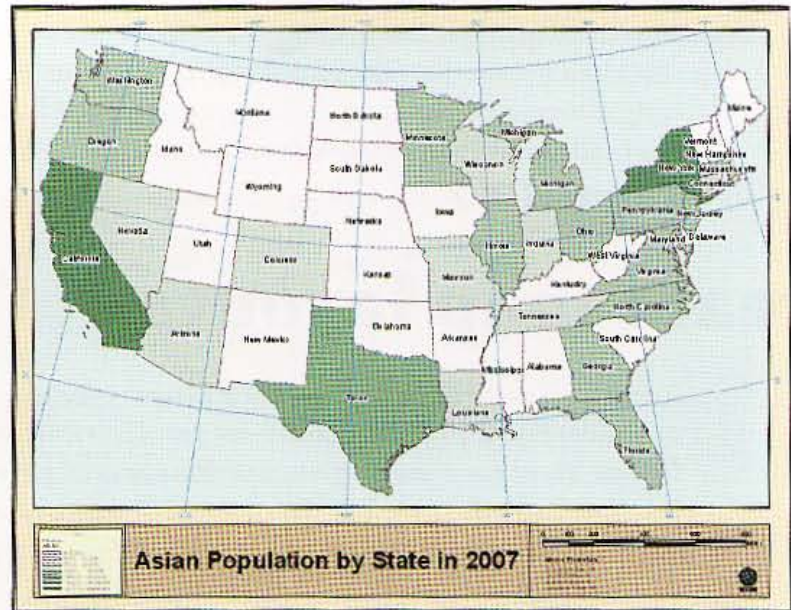 Washington
Montana
North Dakota
Minnesota
Michigan
Maine
Oregon
Idaho
Wyoming
South Dakota
Wisconsin
Michigan
Vermont
New Hampshire
New York
Massachusetts
Connecticut
Nevada
Utah
Colorado
Nebraska
Iowa
Illinois
Indiana
Ohio
Pennsylvania
New Jersey
Maryland
Delaware
California
Kansas
Missouri
West Virginia
Virginia
Kentucky
Arizona
New Mexico
Oklahoma
Arkansas
Tennessee
North Carolina
South Carolina
Texas
Louisiana
Mississippi
Alabama
Georgia
Florida
Asian Population by State in 2007